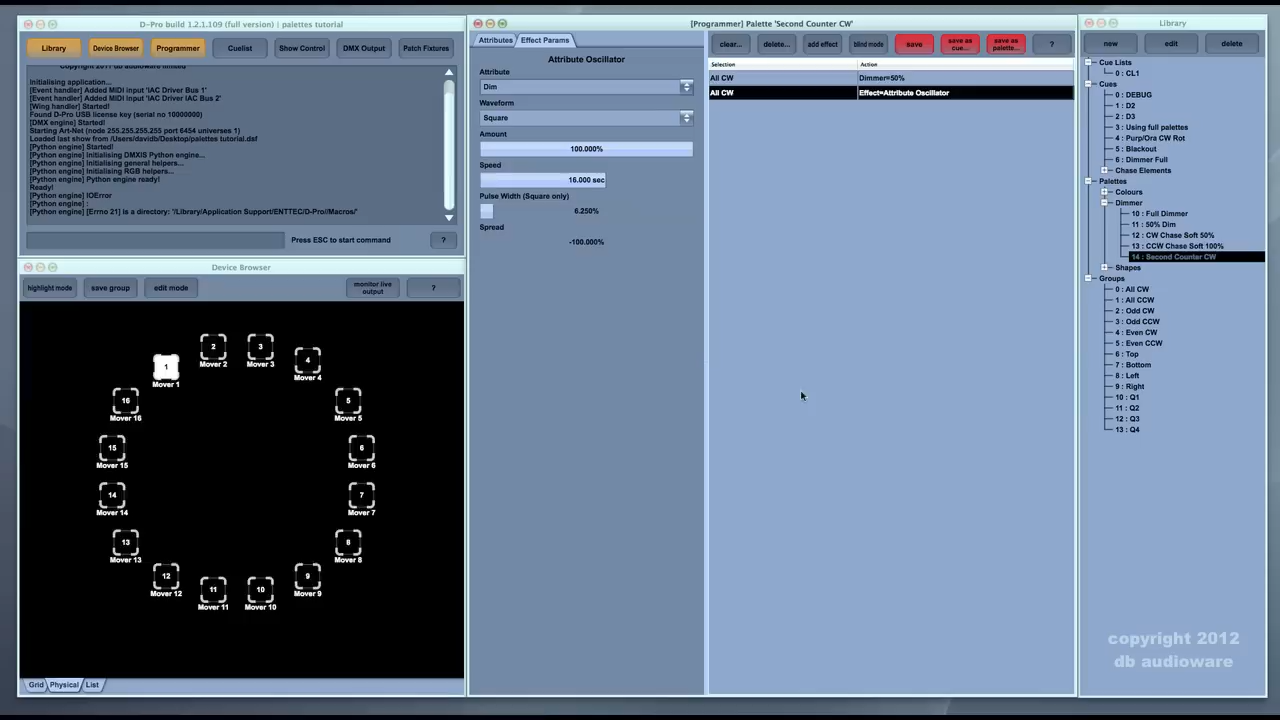 D-Pro build 1.2.1.109 (full version) | palettes tutorial
Library
Device Browser
Programmer
Cuelist
Show Control
DMX Output
Patch Fixtures
Copyright 2011 db audioware limited
Initialising application...
[Event handler] Added MIDI input 'IAC Driver Bus 1'
[Event handler] Added MIDI input 'IAC Driver IAC Bus 2'
[Wing handler] Started!
Found D-Pro USB license key (serial no 10000000)
[DMX engine] Started!
Starting Art-Net (node 255.255.255.255 port 6454 universes 1)
Loaded last show from /Users/davidb/Desktop/palettes tutorial.dsf
[Python engine] Started!
[Python engine] Initialising DMXIS Python engine...
[Python engine] Initialising general helpers...
[Python engine] Initialising RGB helpers...
[Python engine] Python engine ready!
Ready!
[Python engine] IOError
[Python engine] :
[Python engine] [Errno 21] Is a directory: '/Library/Application Support/ENTTEC/D-Pro//Macros/'
Press ESC to start command
?
Device Browser
highlight mode
save group
edit mode
monitor live output
?
1
Mover 1
2
Mover 2
3
Mover 3
4
Mover 4
5
Mover 5
6
Mover 6
7
Mover 7
8
Mover 8
9
Mover 9
10
Mover 10
11
Mover 11
12
Mover 12
13
Mover 13
14
Mover 14
15
Mover 15
16
Mover 16
Grid
Physical
List
[Programmer] Palette 'Second Counter CW'
Attributes
Effect Params
Attribute Oscillator
Attribute
Dim
Waveform
Square
Amount
100.000%
Speed
16.000 sec
Pulse Width (Square only)
6.250%
Spread
-100.000%
clear...
delete...
add effect
blind mode
save
save as cue...
save as palette...
?
Selection
Action
All CW
Dimmer=50%
All CW
Effect=Attribute Oscillator
Library
new
edit
delete
Cue Lists
0 : CL1
Cues
0 : DEBUG
1 : D2
2 : D3
3 : Using full palettes
4 : Purp/Ora CW Rot
5 : Blackout
6 : Dimmer Full
Chase Elements
Palettes
Colours
Dimmer
10 : Full Dimmer
11 : 50% Dim
12 : CW Chase Soft 50%
13 : CCW Chase Soft 100%
14 : Second Counter CW
Shapes
Groups
0 : All CW
1 : All CCW
2 : Odd CW
3 : Odd CCW
4 : Even CW
5 : Even CCW
6 : Top
7 : Bottom
8 : Left
9 : Right
10 : Q1
11 : Q2
12 : Q3
13 : Q4
copyright 2012
db audioware